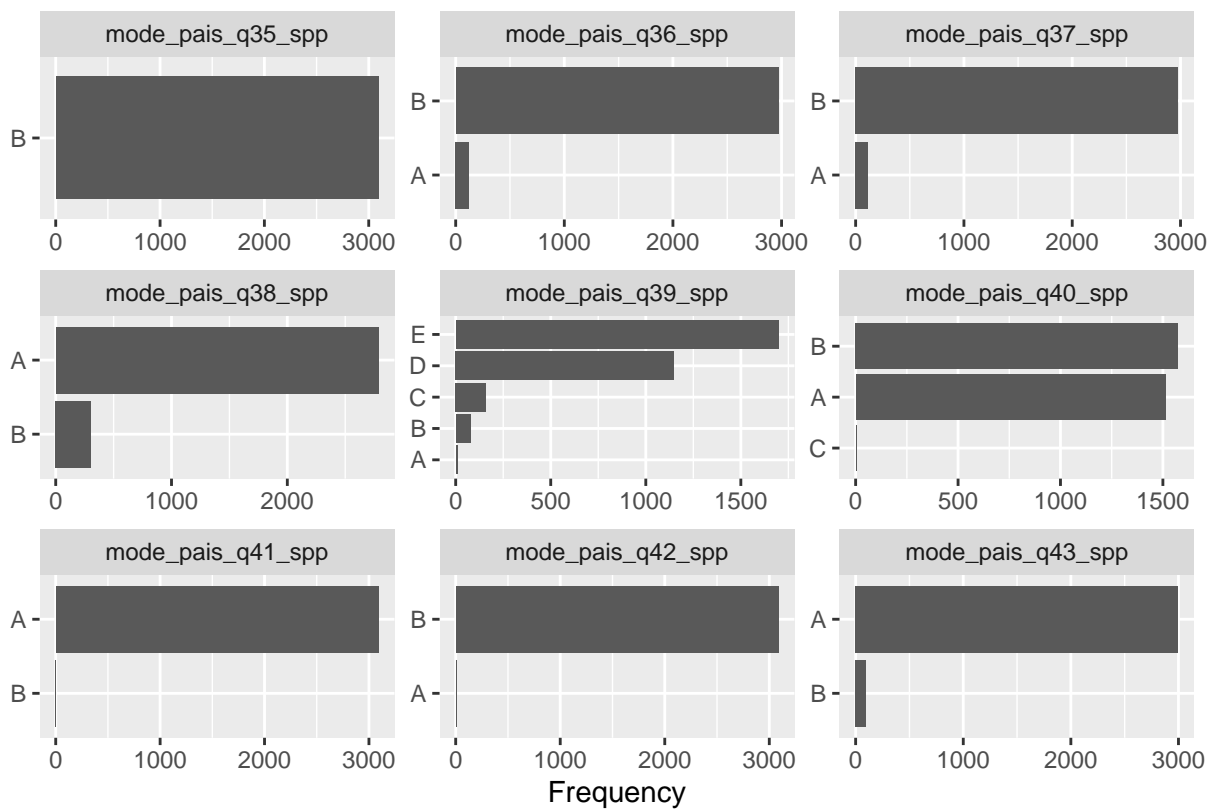 mode_pais_q35_spp mode_pais_q36_spp mode_pais_q37_spp
B
0 1000 2000 3000
B
A
0 1000 2000 3000
B
A
0 1000 2000 3000
mode_pais_q38_spp mode_pais_q39_spp mode_pais_q40_spp
A
B
0 1000 2000
E
D
C
B
A
0 500 1000 1500
B
A
C
0 500 1000 1500
mode_pais_q41_spp mode_pais_q42_spp mode_pais_q43_spp
A
B
0 1000 2000 3000
B
A
0 1000 2000 3000
A
B
0 1000 2000 3000
Frequency